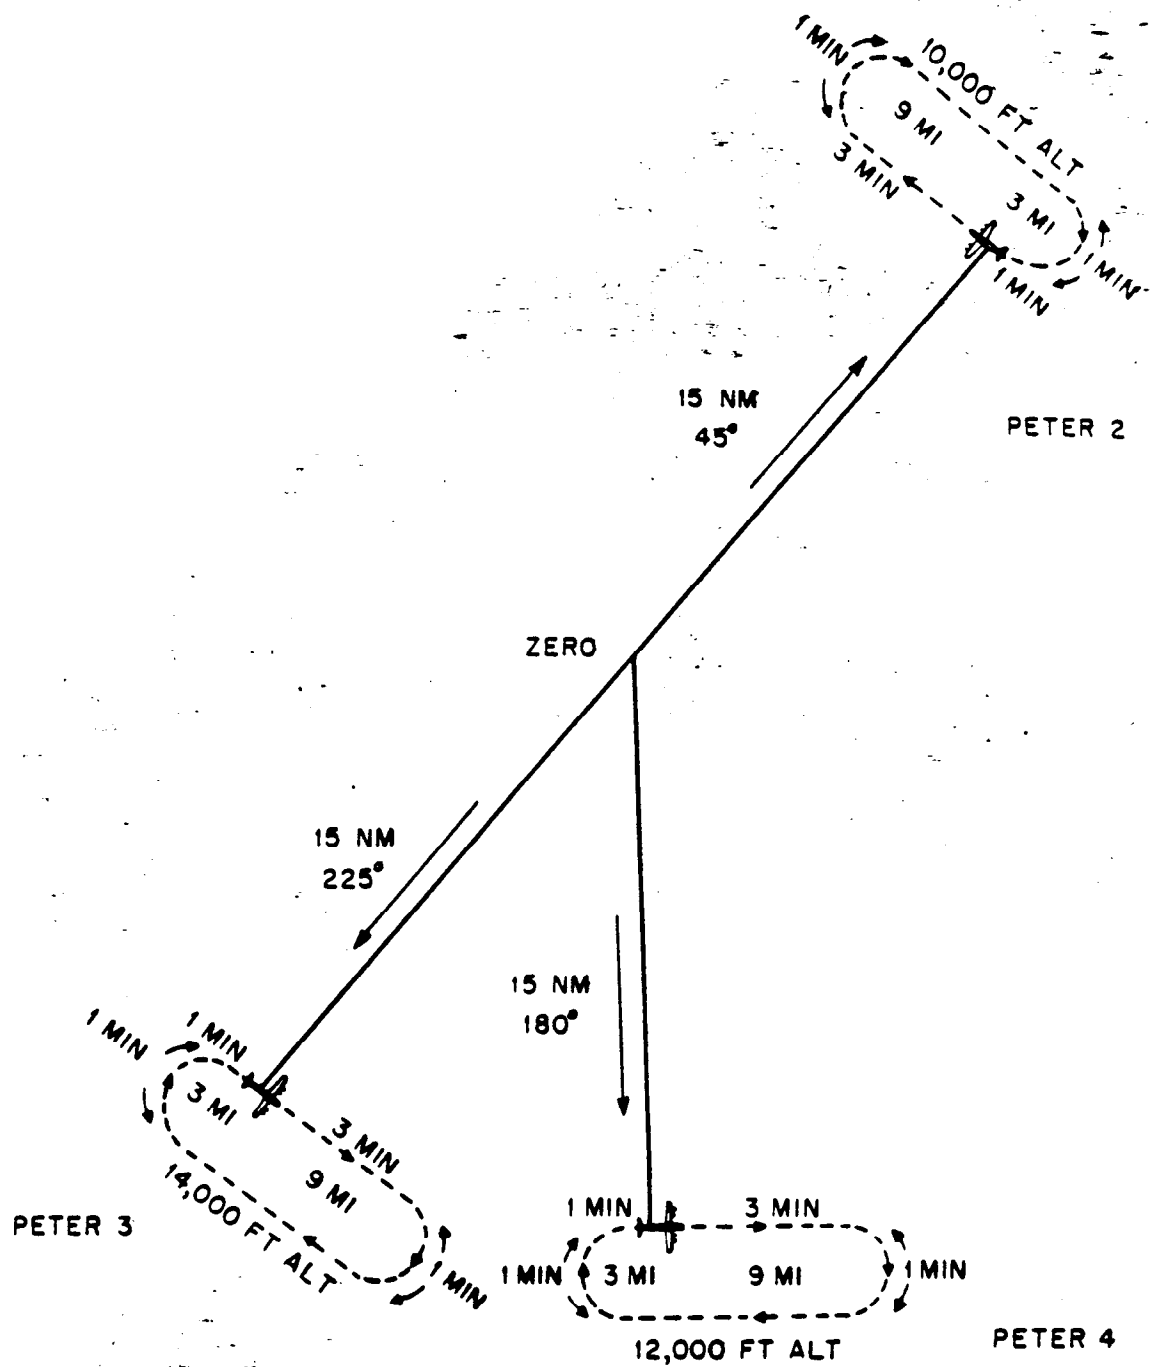 1 MIN
10,000 FT ALT
9 MI
3 MIN
3 MI
1 MIN
1 MIN
15 NM
45°
PETER 2
ZERO
15 NM
225°
15 NM
180°
1 MIN
1 MIN
3 MI
3 MIN
9 MI
14,000 FT ALT
1 MIN
PETER 3
1 MIN
3 MIN
1 MIN
3 MI
9 MI
1 MIN
12,000 FT ALT
PETER 4